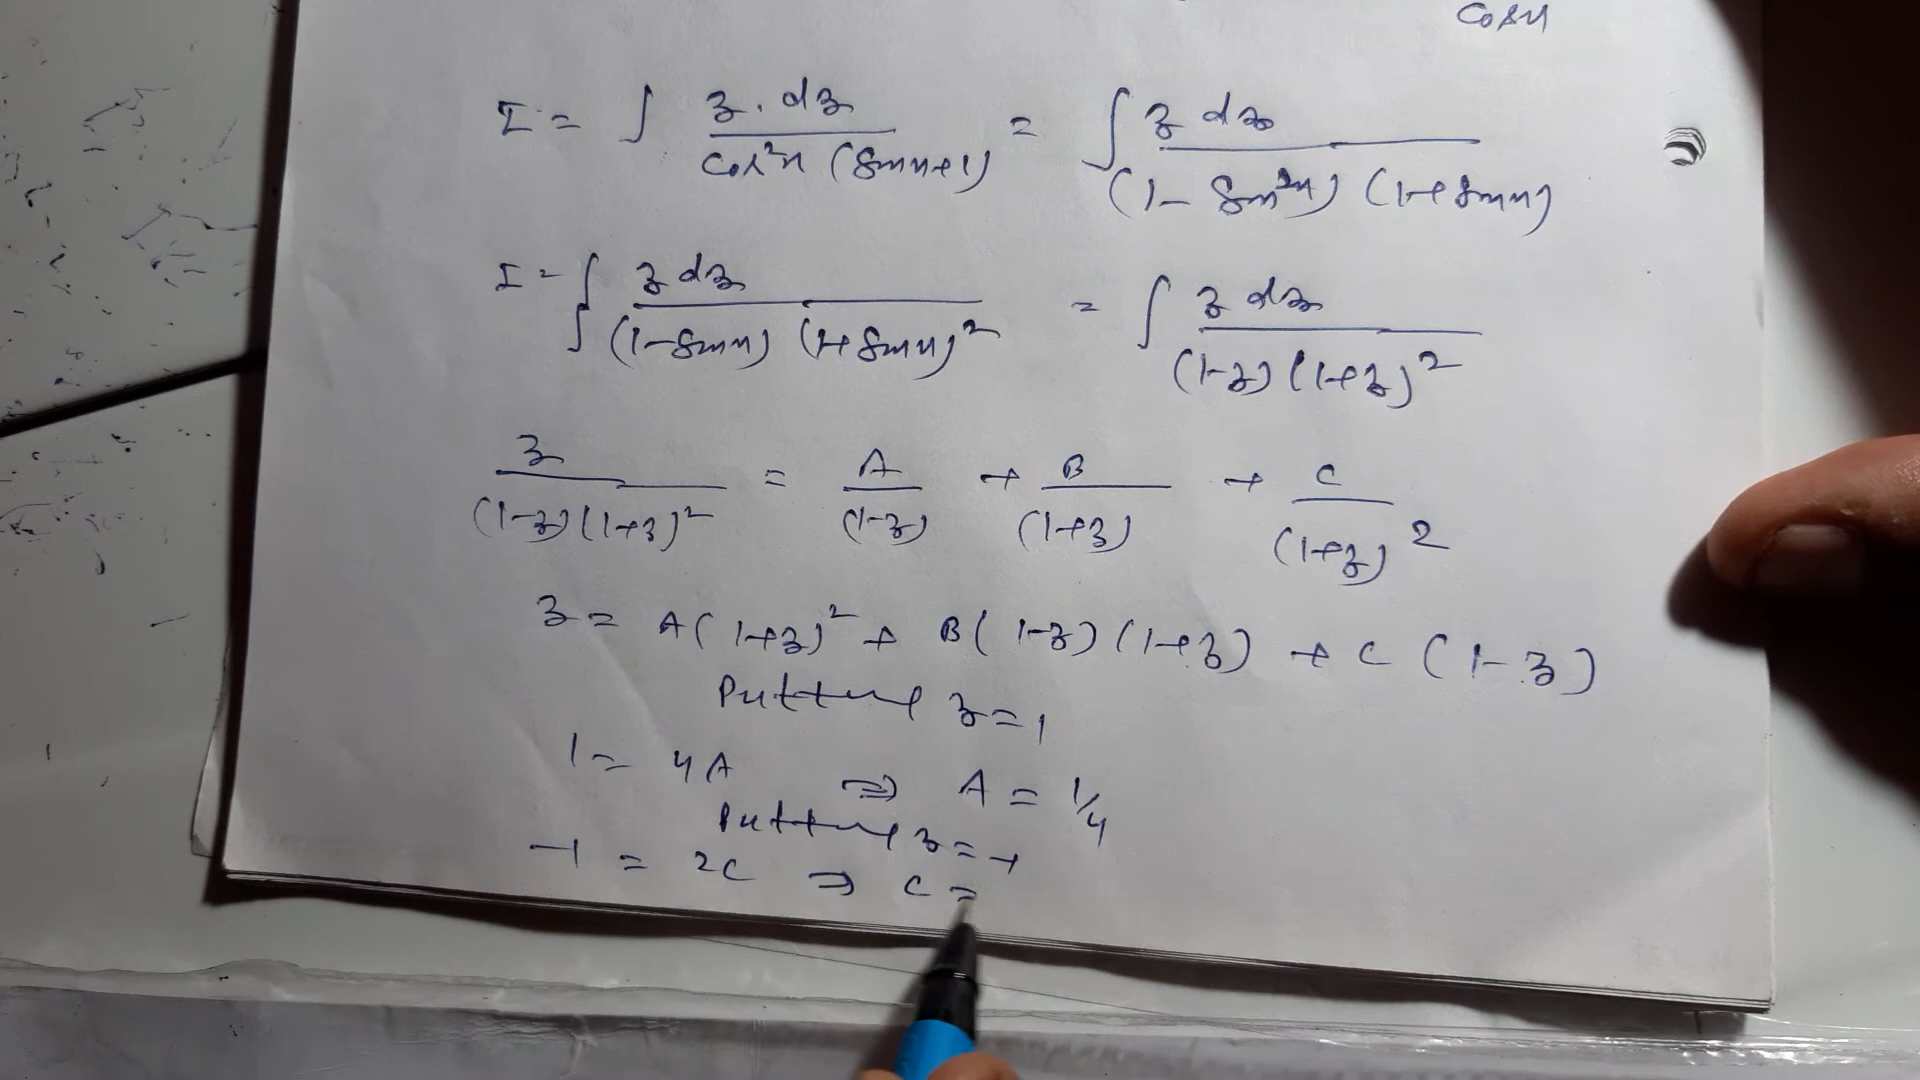 cosx
I = ∫ z. dz / cos²x (sinx+1) = ∫ z dz / (1- sin²x) (1+sinx)
I = ∫ z dz / (1-sinx) (1+sinx)² = ∫ z dz / (1-z) (1+z)²
z / (1-z)(1+z)² = A / (1-z) + B / (1+z) + C / (1+z)²
z = A(1+z)² + B(1-z)(1+z) + C(1-z)
Putting z=1
1 = 4A ⇒ A = 1/4
Putting z = -1
-1 = 2C ⇒ C =